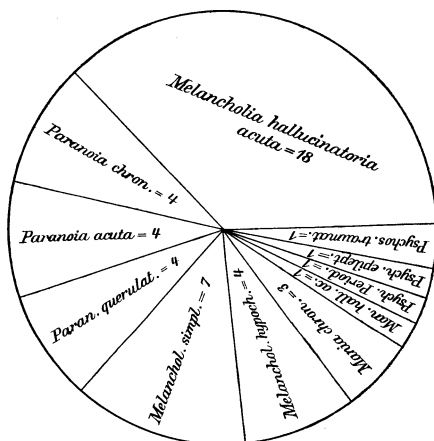 Melancholia hallucinatoria
acuta = 18
Paranoia chron. = 4
Paranoia acuta = 4
Paran. querulat. = 4
Melanchol. simpl. = 7
Melanchol. hypoch. = 4
Mania chron. = 3
Man. hall. ac. = 1
Psych. Period. = 1
Psych. epilept. = 1
Psychos. traumat. = 1